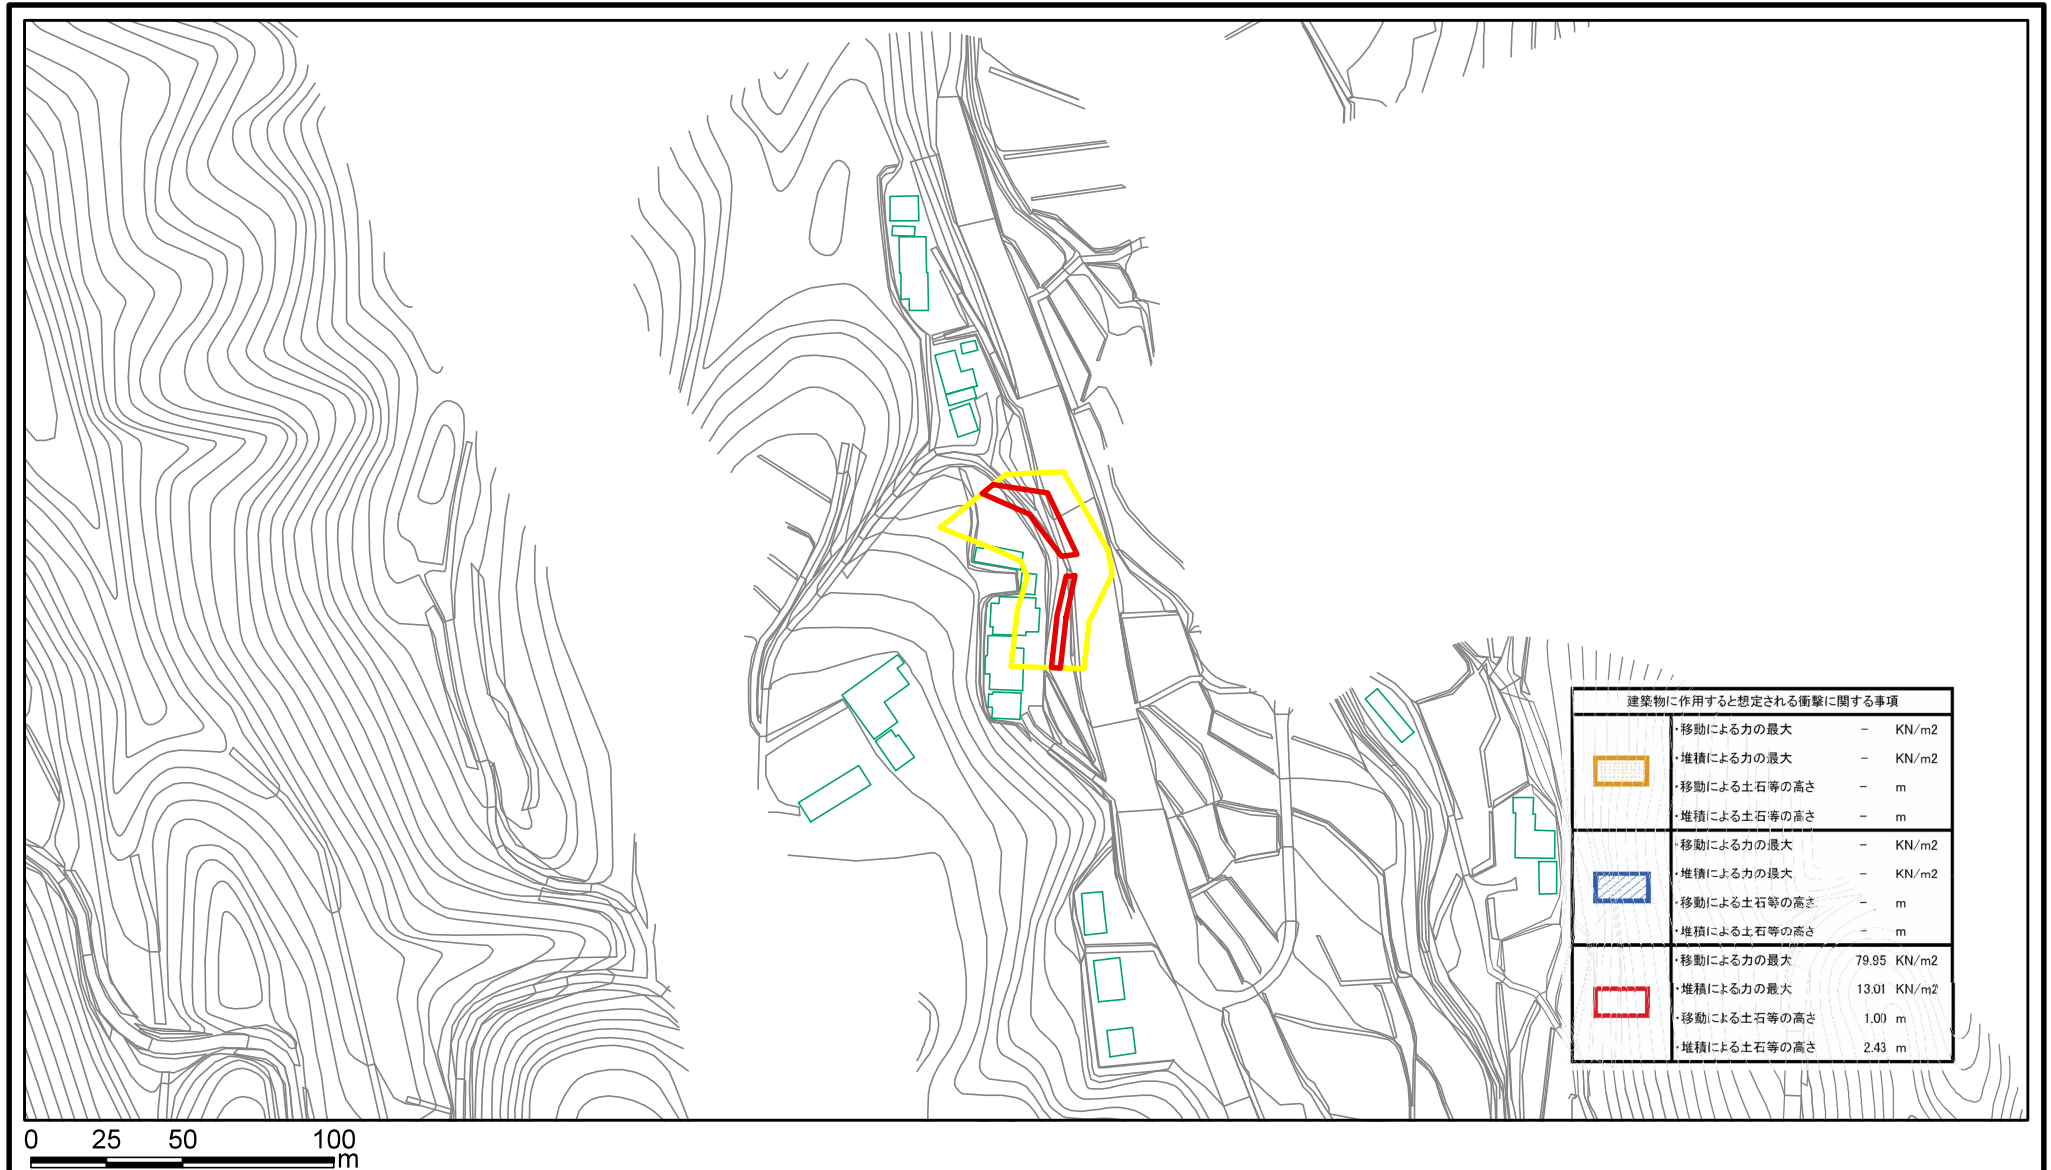 建築物に作用すると想定される衝撃に関する事項
・移動による力の最大 － KN/m2
・堆積による力の最大 － KN/m2
・移動による土石等の高さ － m
・堆積による土石等の高さ － m
・移動による力の最大 － KN/m2
・堆積による力の最大 － KN/m2
・移動による土石等の高さ － m
・堆積による土石等の高さ － m
・移動による力の最大 79.95 KN/m2
・堆積による力の最大 13.01 KN/m2
・移動による土石等の高さ 1.00 m
・堆積による土石等の高さ 2.43 m
0 25 50 100
m